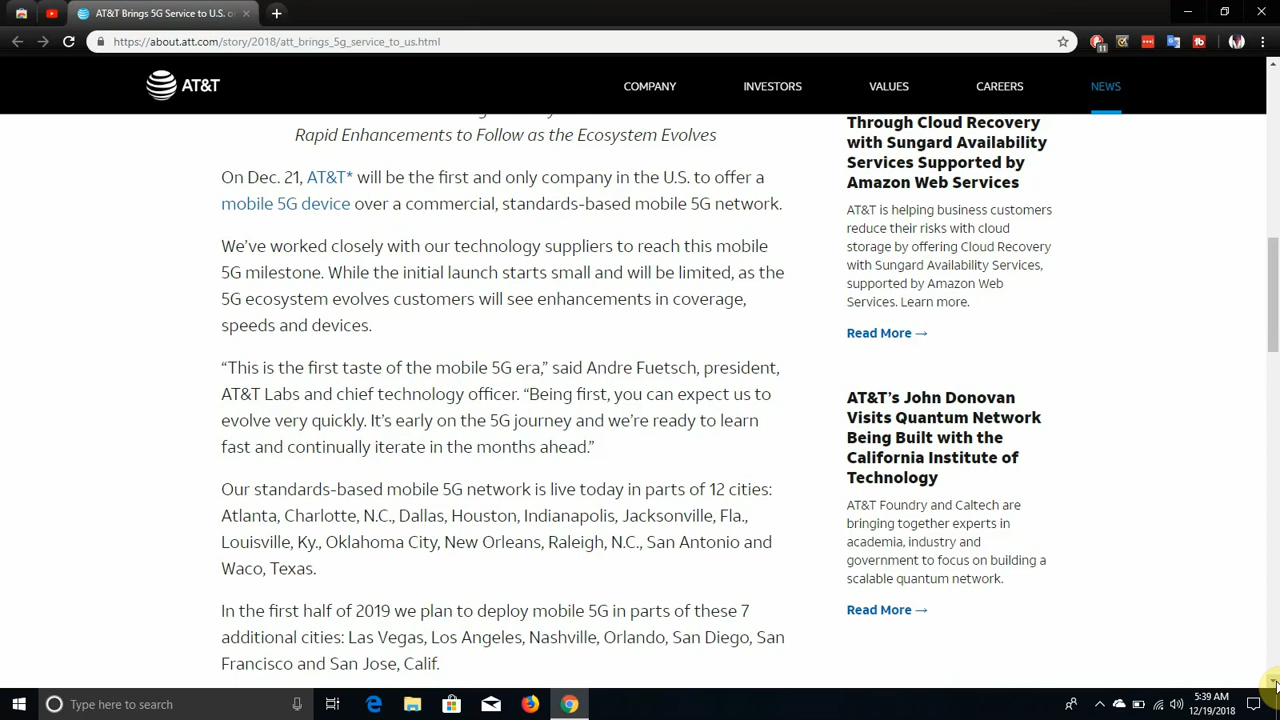 AT&T Brings 5G Service to U.S. o
https://about.att.com/story/2018/att_brings_5g_service_to_us.html
11
AT&T
COMPANY
INVESTORS
VALUES
CAREERS
NEWS
Rapid Enhancements to Follow as the Ecosystem Evolves
On Dec. 21, AT&T* will be the first and only company in the U.S. to offer a
mobile 5G device over a commercial, standards-based mobile 5G network.
We've worked closely with our technology suppliers to reach this mobile
5G milestone. While the initial launch starts small and will be limited, as the
5G ecosystem evolves customers will see enhancements in coverage,
speeds and devices.
“This is the first taste of the mobile 5G era,” said Andre Fuetsch, president,
AT&T Labs and chief technology officer. “Being first, you can expect us to
evolve very quickly. It's early on the 5G journey and we're ready to learn
fast and continually iterate in the months ahead.”
Our standards-based mobile 5G network is live today in parts of 12 cities:
Atlanta, Charlotte, N.C., Dallas, Houston, Indianapolis, Jacksonville, Fla.,
Louisville, Ky., Oklahoma City, New Orleans, Raleigh, N.C., San Antonio and
Waco, Texas.
In the first half of 2019 we plan to deploy mobile 5G in parts of these 7
additional cities: Las Vegas, Los Angeles, Nashville, Orlando, San Diego, San
Francisco and San Jose, Calif.
Through Cloud Recovery
with Sungard Availability
Services Supported by
Amazon Web Services
AT&T is helping business customers
reduce their risks with cloud
storage by offering Cloud Recovery
with Sungard Availability Services,
supported by Amazon Web
Services. Learn more.
Read More →
AT&T's John Donovan
Visits Quantum Network
Being Built with the
California Institute of
Technology
AT&T Foundry and Caltech are
bringing together experts in
academia, industry and
government to focus on building a
scalable quantum network.
Read More →
Type here to search
5:39 AM
12/19/2018